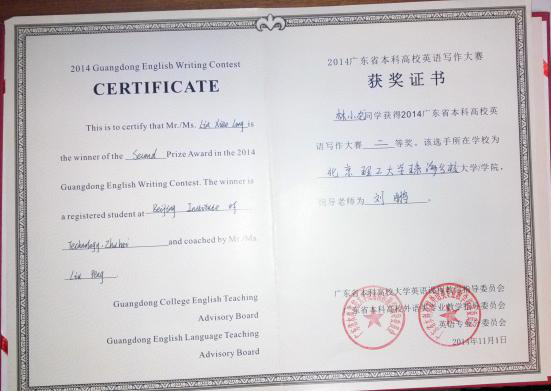 2014 Guangdong English Writing Contest
CERTIFICATE
This is to certify that Mr./Ms. Lin Xiao Long is
the winner of the Second Prize Award in the 2014
Guangdong English Writing Contest. The winner is
a registered student at Beijing Institute of
Technology. Zhuhai and coached by Mr./Ms.
Liu Peng
Guangdong College English Teaching
Advisory Board
Guangdong English Language Teaching
Advisory Board
2014广东省本科高校英语写作大赛
获奖证书
林小龙同学获得2014广东省本科高校英
语写作大赛 二 等奖。该选手所在学校为
北京理工大学珠海学院大学/学院,
指导老师为 刘鹏 。
广东省本科高校大学英语课程教学指导委员会
东省本科高校外语类专业教学指导委员会
英语专业分委员会
2014年11月1日